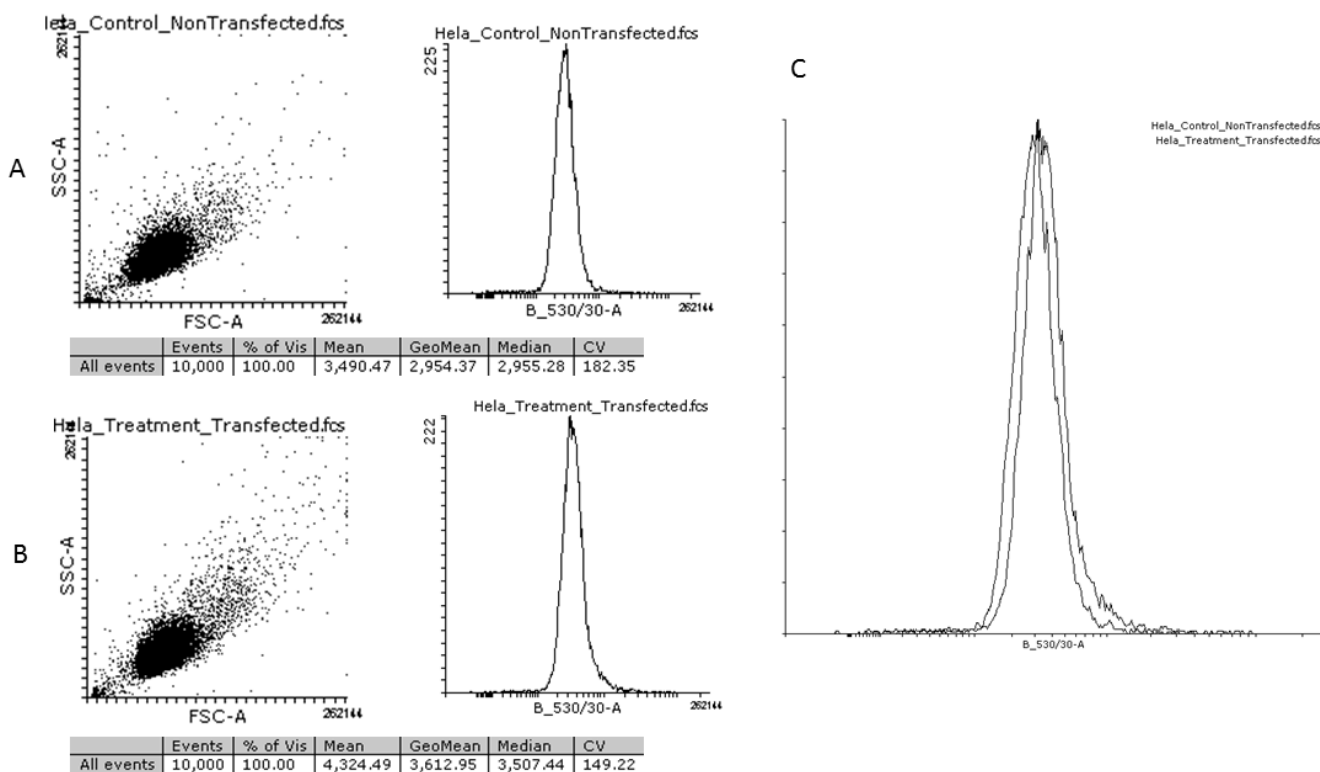 Iela_Control_NonTransfected.fcs
262144
SSC-A
FSC-A
262144
Hela_Control_NonTransfected.fcs
225
B_530/30-A
262144
A
Events % of Vis Mean GeoMean Median CV
All events 10,000 100.00 3,490.47 2,954.37 2,955.28 182.35
Hela_Treatment_Transfected.fcs
SSC-A
FSC-A
262144
Hela_Treatment_Transfected.fcs
222
B_530/30-A
262144
B
Events % of Vis Mean GeoMean Median CV
All events 10,000 100.00 4,324.49 3,612.95 3,507.44 149.22
C
Hela_Control_NonTransfected.fcs
Hela_Treatment_Transfected.fcs
B_530/30-A